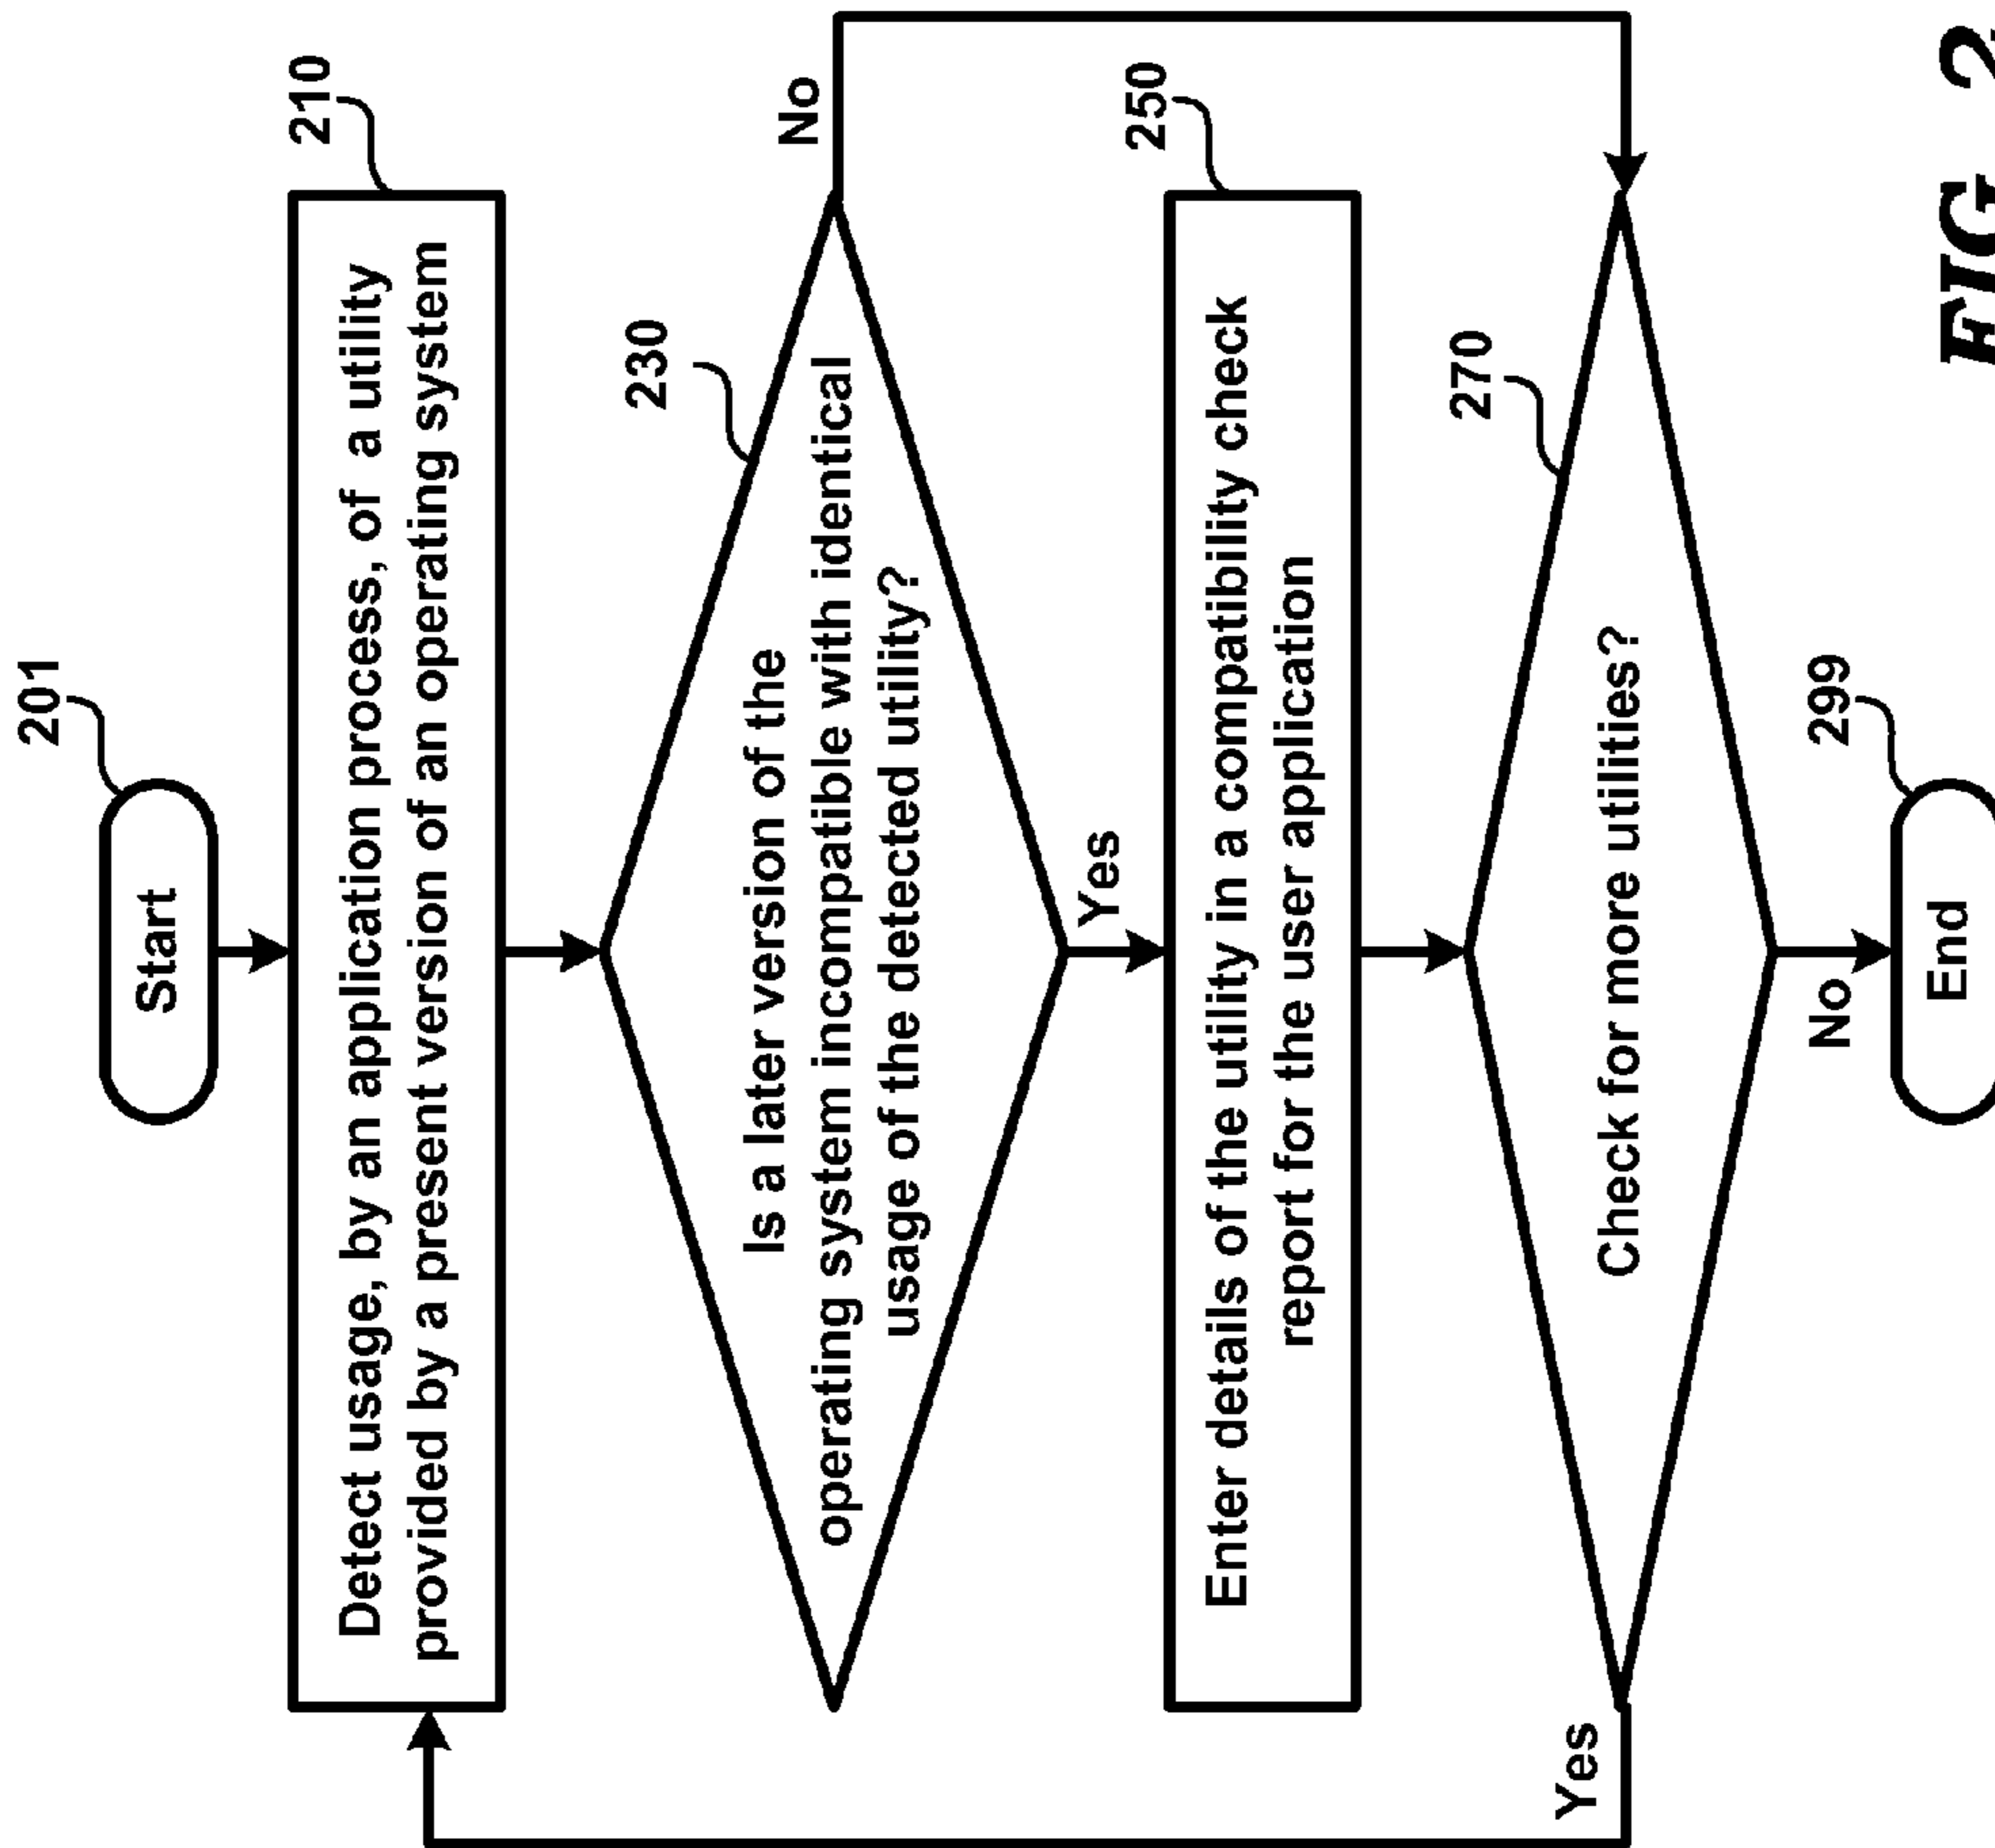 201
Start
210
Detect usage, by an application process, of a utility
provided by a present version of an operating system
230
Is a later version of the
operating system incompatible with identical
usage of the detected utility?
No
Yes
250
Enter details of the utility in a compatibility check
report for the user application
270
Check for more utilities?
Yes
No
299
End
FIG. 2